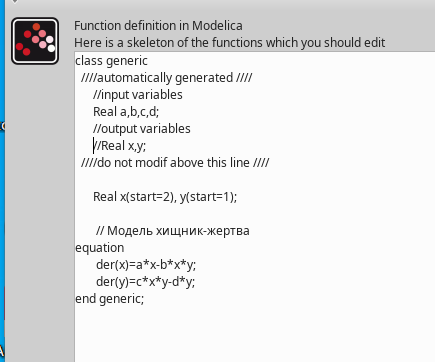 Function definition in Modelica
Here is a skeleton of the functions which you should edit
class generic
////automatically generated ////
//input variables
Real a,b,c,d;
//output variables
//Real x,y;
////do not modif above this line ////
Real x(start=2), y(start=1);
// Модель хищник-жертва
equation
der(x)=a*x-b*x*y;
der(y)=c*x*y-d*y;
end generic;